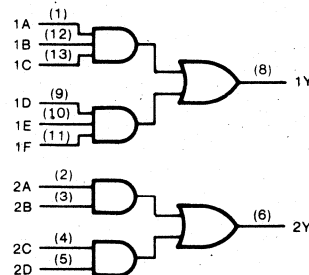 1A (1)
1B (12)
1C (13)
(8) 1Y
1D (9)
1E (10)
1F (11)
2A (2)
2B (3)
(6) 2Y
2C (4)
2D (5)